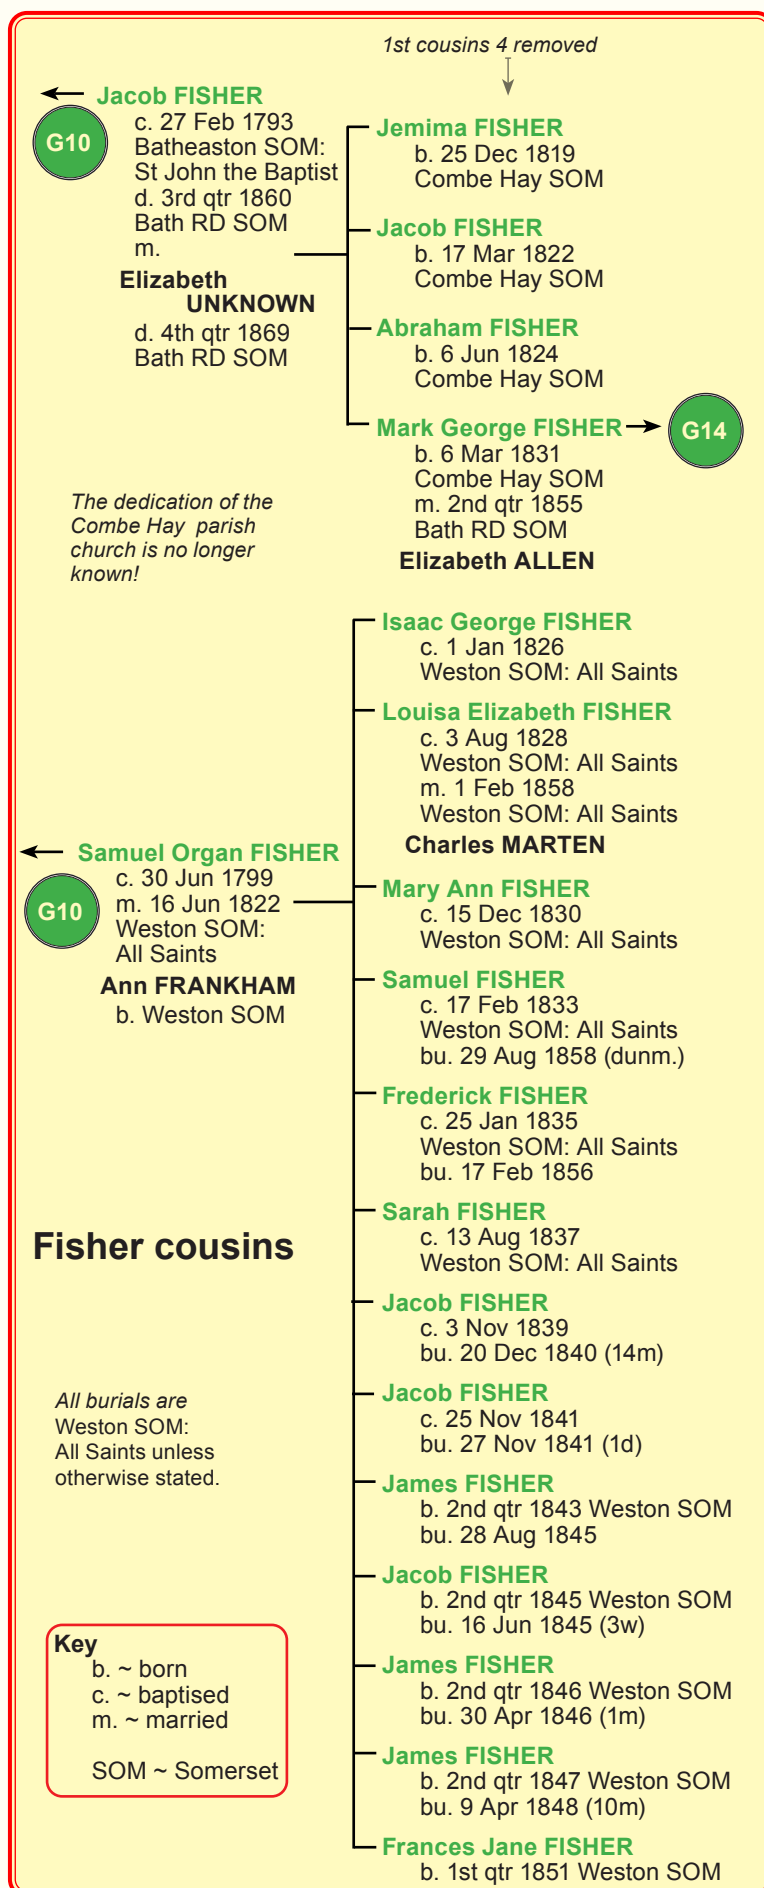 1st cousins 4 removed
Jacob FISHER
G10
c. 27 Feb 1793
Batheaston SOM:
St John the Baptist
d. 3rd qtr 1860
Bath RD SOM
m.
Elizabeth
UNKNOWN
d. 4th qtr 1869
Bath RD SOM
Jemima FISHER
b. 25 Dec 1819
Combe Hay SOM
Jacob FISHER
b. 17 Mar 1822
Combe Hay SOM
Abraham FISHER
b. 6 Jun 1824
Combe Hay SOM
Mark George FISHER
G14
b. 6 Mar 1831
Combe Hay SOM
m. 2nd qtr 1855
Bath RD SOM
Elizabeth ALLEN
The dedication of the
Combe Hay parish
church is no longer
known!
Samuel Organ FISHER
G10
c. 30 Jun 1799
m. 16 Jun 1822
Weston SOM:
All Saints
Ann FRANKHAM
b. Weston SOM
Isaac George FISHER
c. 1 Jan 1826
Weston SOM: All Saints
Louisa Elizabeth FISHER
c. 3 Aug 1828
Weston SOM: All Saints
m. 1 Feb 1858
Weston SOM: All Saints
Charles MARTEN
Mary Ann FISHER
c. 15 Dec 1830
Weston SOM: All Saints
Samuel FISHER
c. 17 Feb 1833
Weston SOM: All Saints
bu. 29 Aug 1858 (dunm.)
Frederick FISHER
c. 25 Jan 1835
Weston SOM: All Saints
bu. 17 Feb 1856
Sarah FISHER
c. 13 Aug 1837
Weston SOM: All Saints
Jacob FISHER
c. 3 Nov 1839
bu. 20 Dec 1840 (14m)
Jacob FISHER
c. 25 Nov 1841
bu. 27 Nov 1841 (1d)
James FISHER
b. 2nd qtr 1843 Weston SOM
bu. 28 Aug 1845
Jacob FISHER
b. 2nd qtr 1845 Weston SOM
bu. 16 Jun 1845 (3w)
James FISHER
b. 2nd qtr 1846 Weston SOM
bu. 30 Apr 1846 (1m)
James FISHER
b. 2nd qtr 1847 Weston SOM
bu. 9 Apr 1848 (10m)
Frances Jane FISHER
b. 1st qtr 1851 Weston SOM
Fisher cousins
All burials are
Weston SOM:
All Saints unless
otherwise stated.
Key
b. ~ born
c. ~ baptised
m. ~ married
SOM ~ Somerset